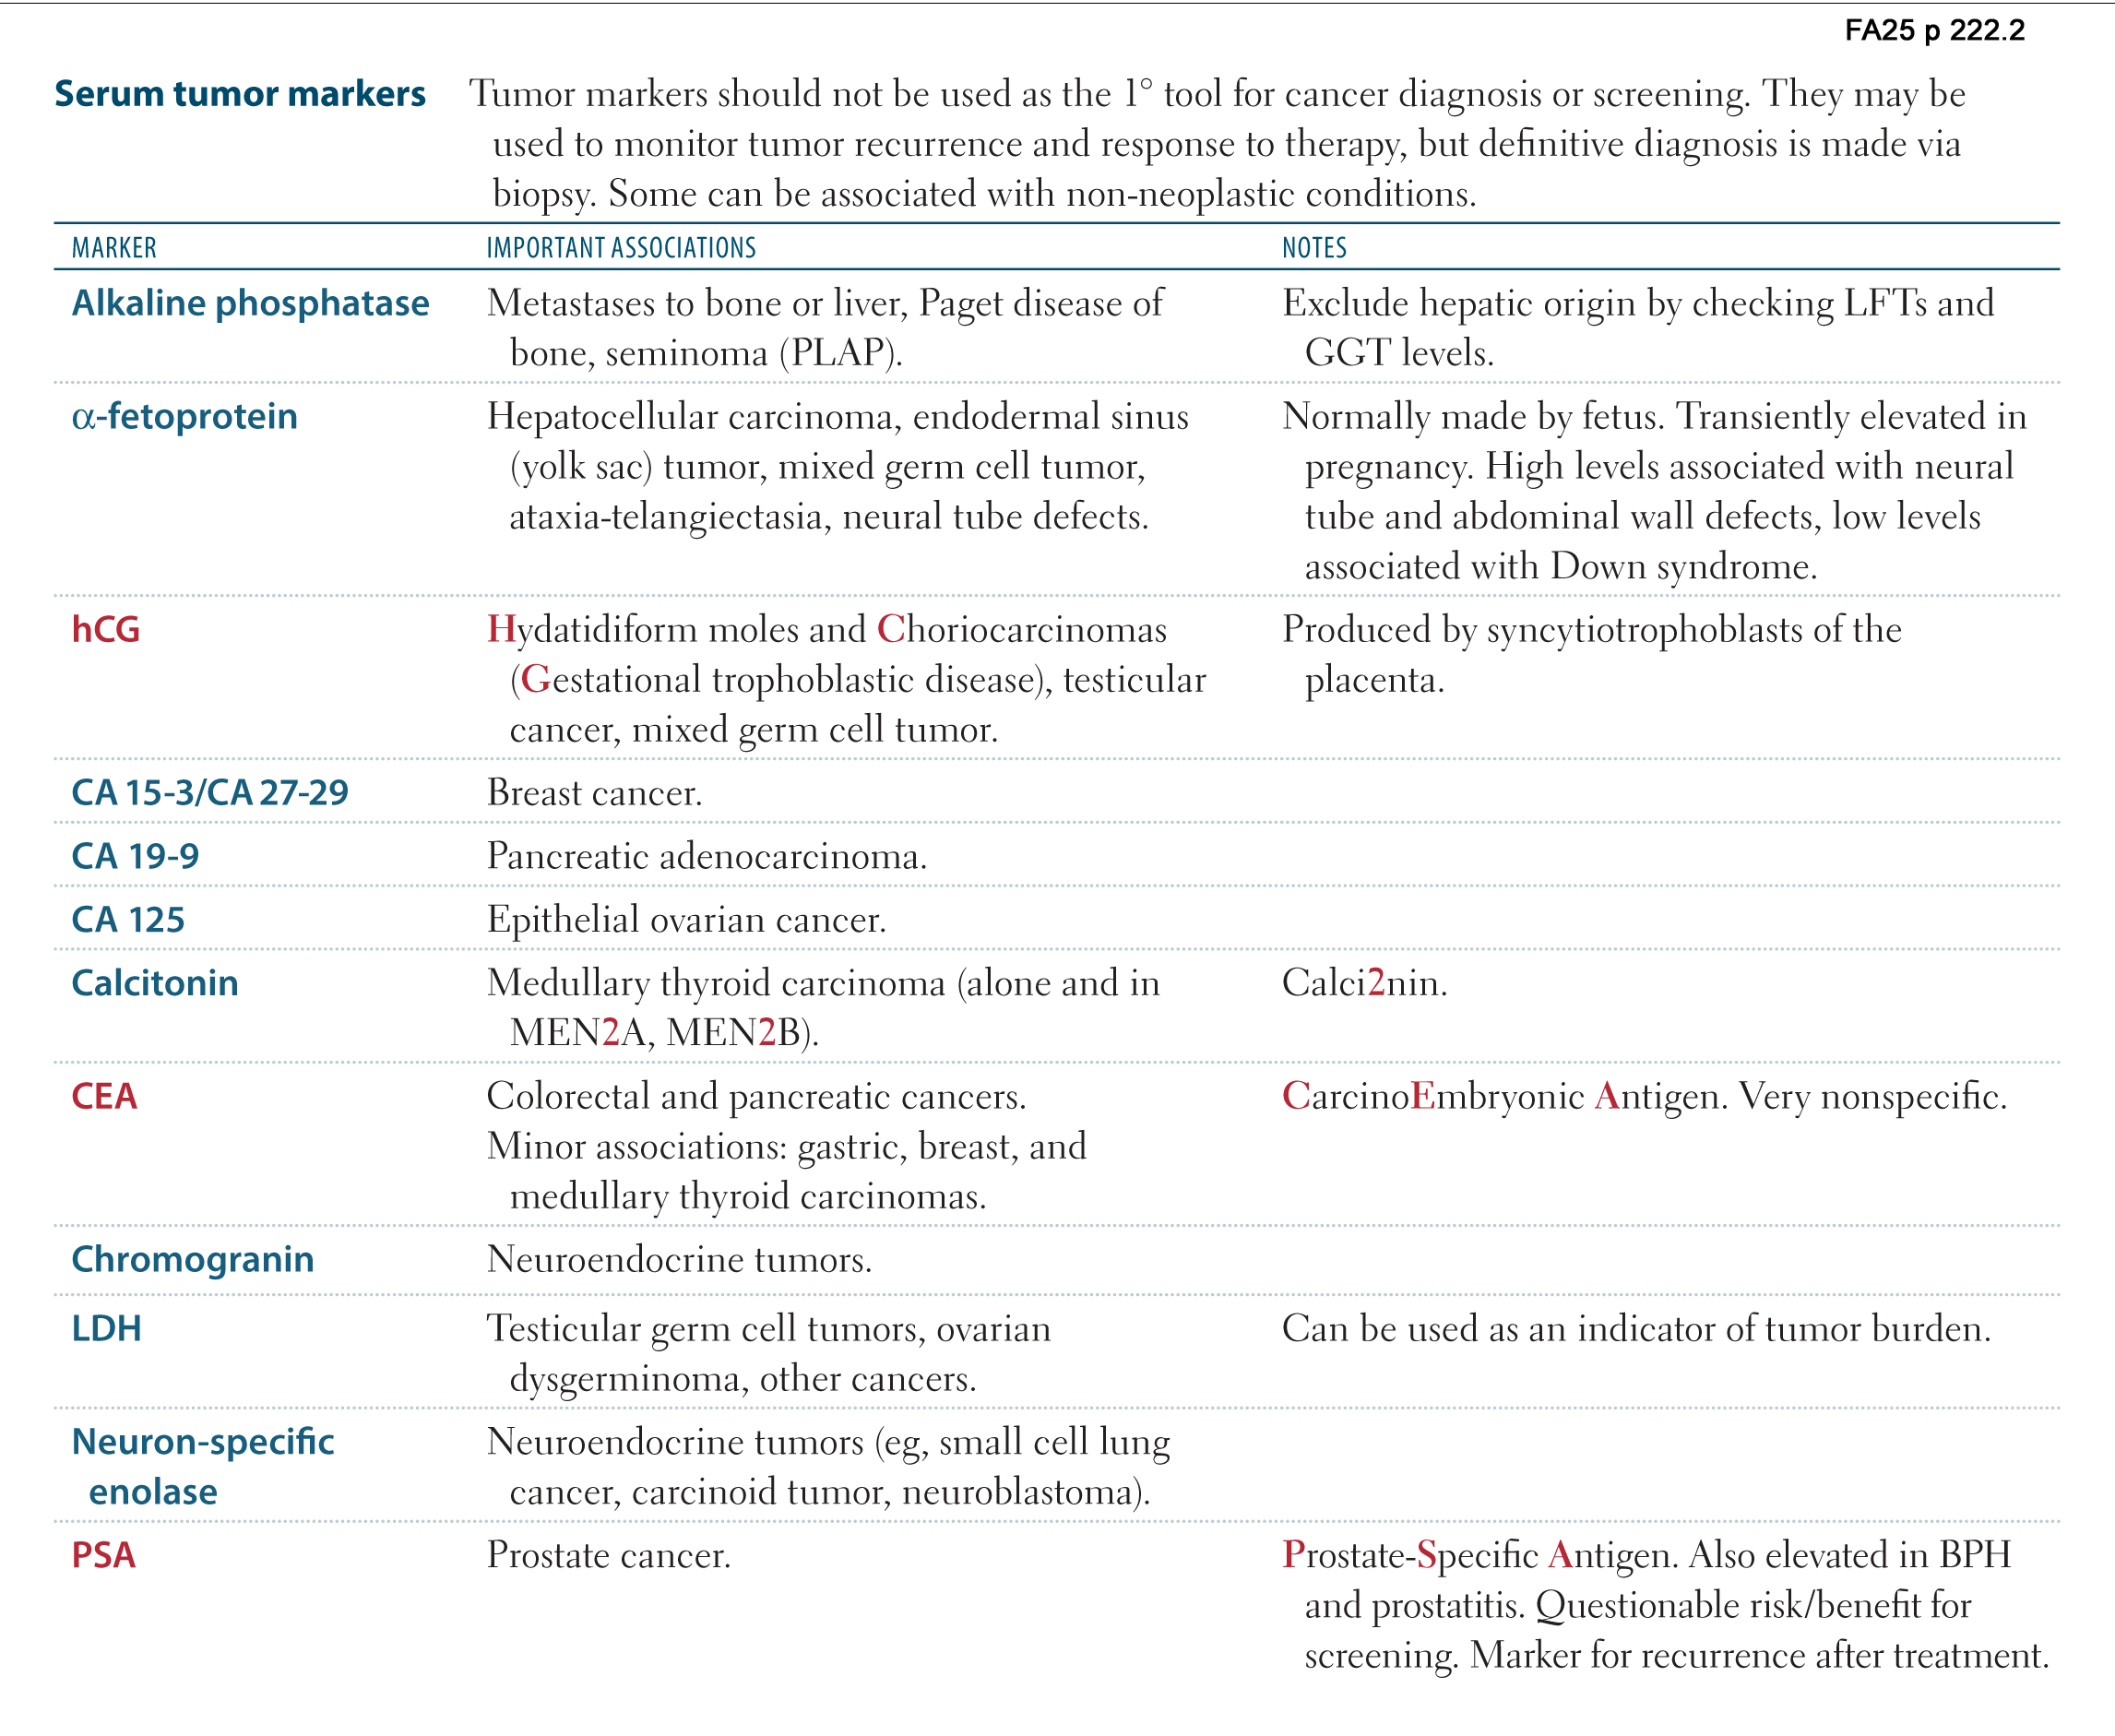 FA25 p 222.2
Serum tumor markers
Tumor markers should not be used as the 1° tool for cancer diagnosis or screening. They may be
used to monitor tumor recurrence and response to therapy, but definitive diagnosis is made via
biopsy. Some can be associated with non-neoplastic conditions.
MARKER IMPORTANT ASSOCIATIONS NOTES
Alkaline phosphatase
Metastases to bone or liver, Paget disease of
bone, seminoma (PLAP).
Exclude hepatic origin by checking LFTs and
GGT levels.
α-fetoprotein
Hepatocellular carcinoma, endodermal sinus
(yolk sac) tumor, mixed germ cell tumor,
ataxia-telangiectasia, neural tube defects.
Normally made by fetus. Transiently elevated in
pregnancy. High levels associated with neural
tube and abdominal wall defects, low levels
associated with Down syndrome.
hCG
Hydatidiform moles and Choriocarcinomas
(Gestational trophoblastic disease), testicular
cancer, mixed germ cell tumor.
Produced by syncytiotrophoblasts of the
placenta.
CA 15-3/CA 27-29
Breast cancer.
CA 19-9
Pancreatic adenocarcinoma.
CA 125
Epithelial ovarian cancer.
Calcitonin
Medullary thyroid carcinoma (alone and in
MEN2A, MEN2B).
Calci2nin.
CEA
Colorectal and pancreatic cancers.
Minor associations: gastric, breast, and
medullary thyroid carcinomas.
CarcinoEmbryonic Antigen. Very nonspecific.
Chromogranin
Neuroendocrine tumors.
LDH
Testicular germ cell tumors, ovarian
dysgerminoma, other cancers.
Can be used as an indicator of tumor burden.
Neuron-specific
enolase
Neuroendocrine tumors (eg, small cell lung
cancer, carcinoid tumor, neuroblastoma).
PSA
Prostate cancer.
Prostate-Specific Antigen. Also elevated in BPH
and prostatitis. Questionable risk/benefit for
screening. Marker for recurrence after treatment.